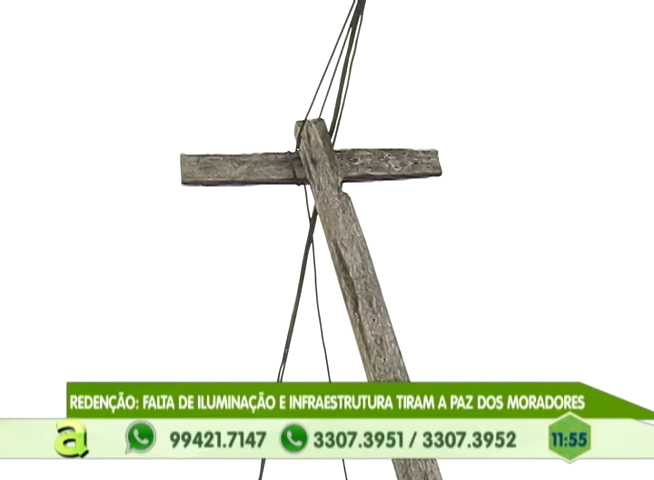 REDENÇÃO: FALTA DE ILUMINAÇÃO E INFRAESTRUTURA TIRAM A PAZ DOS MORADORES
a 99421.7147 3307.3951 / 3307.3952 11:55